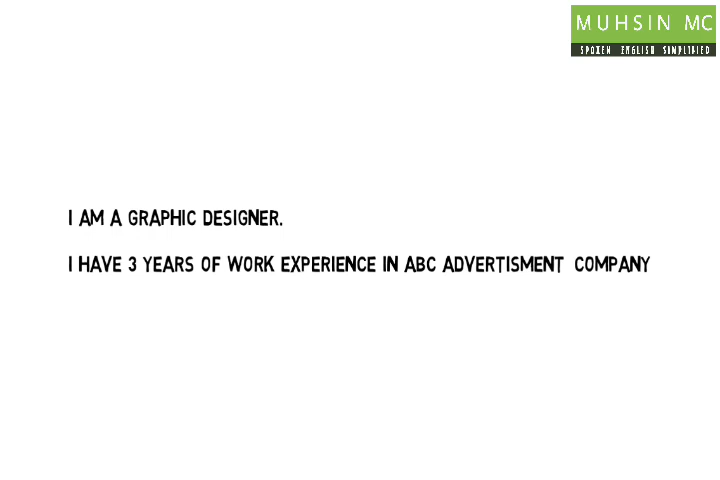 MUHSIN MC
SPOKEN ENGLISH SIMPLIFIED
I AM A GRAPHIC DESIGNER.
I HAVE 3 YEARS OF WORK EXPERIENCE IN ABC ADVERTISMENT COMPANY